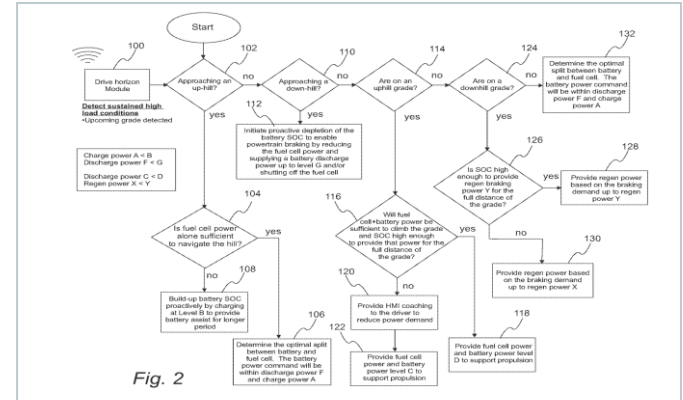 Start
100
Drive horizon
Module
Detect sustained high
load conditions
•Upcoming grade detected
Charge power A < B
Discharge power F < G
Discharge power C < D
Regen power X < Y
102
Approaching an
up-hill?
no
yes
110
Approaching a
down-hill?
no
yes
114
Are on an
uphill grade?
no
yes
124
Are on a
downhill grade?
no
yes
132
Determine the optimal
split between battery
and fuel cell. The
battery power command
will be within discharge
power F and charge
power A
112
Initiate proactive depletion of the
battery SOC to enable
powertrain braking by reducing
the fuel cell power and
supplying a battery discharge
power up to level G and/or
shutting off the fuel cell
104
Is fuel cell power
alone sufficient
to navigate the hill?
yes
no
108
Build-up battery SOC
proactively by charging
at Level B to provide
battery assist for longer
period
106
Determine the optimal split
between battery and
fuel cell. The battery
power command will be
within discharge power F
and charge power A
116
Will fuel
cell+battery power be
sufficient to climb the grade
and SOC high enough
to provide that power for the
full distance of
the grade?
yes
no
120
Provide HMI coaching
to the driver to
reduce power demand
122
Provide fuel cell
power and battery
power level C to
support propulsion
118
Provide fuel cell power
and battery power level
D to support propulsion
126
Is SOC high
enough to provide
regen braking
power Y for the
full distance of
the grade?
yes
no
128
Provide regen power
based on the braking
demand up to regen
power Y
130
Provide regen power based
on the braking demand
up to regen power X
Fig. 2